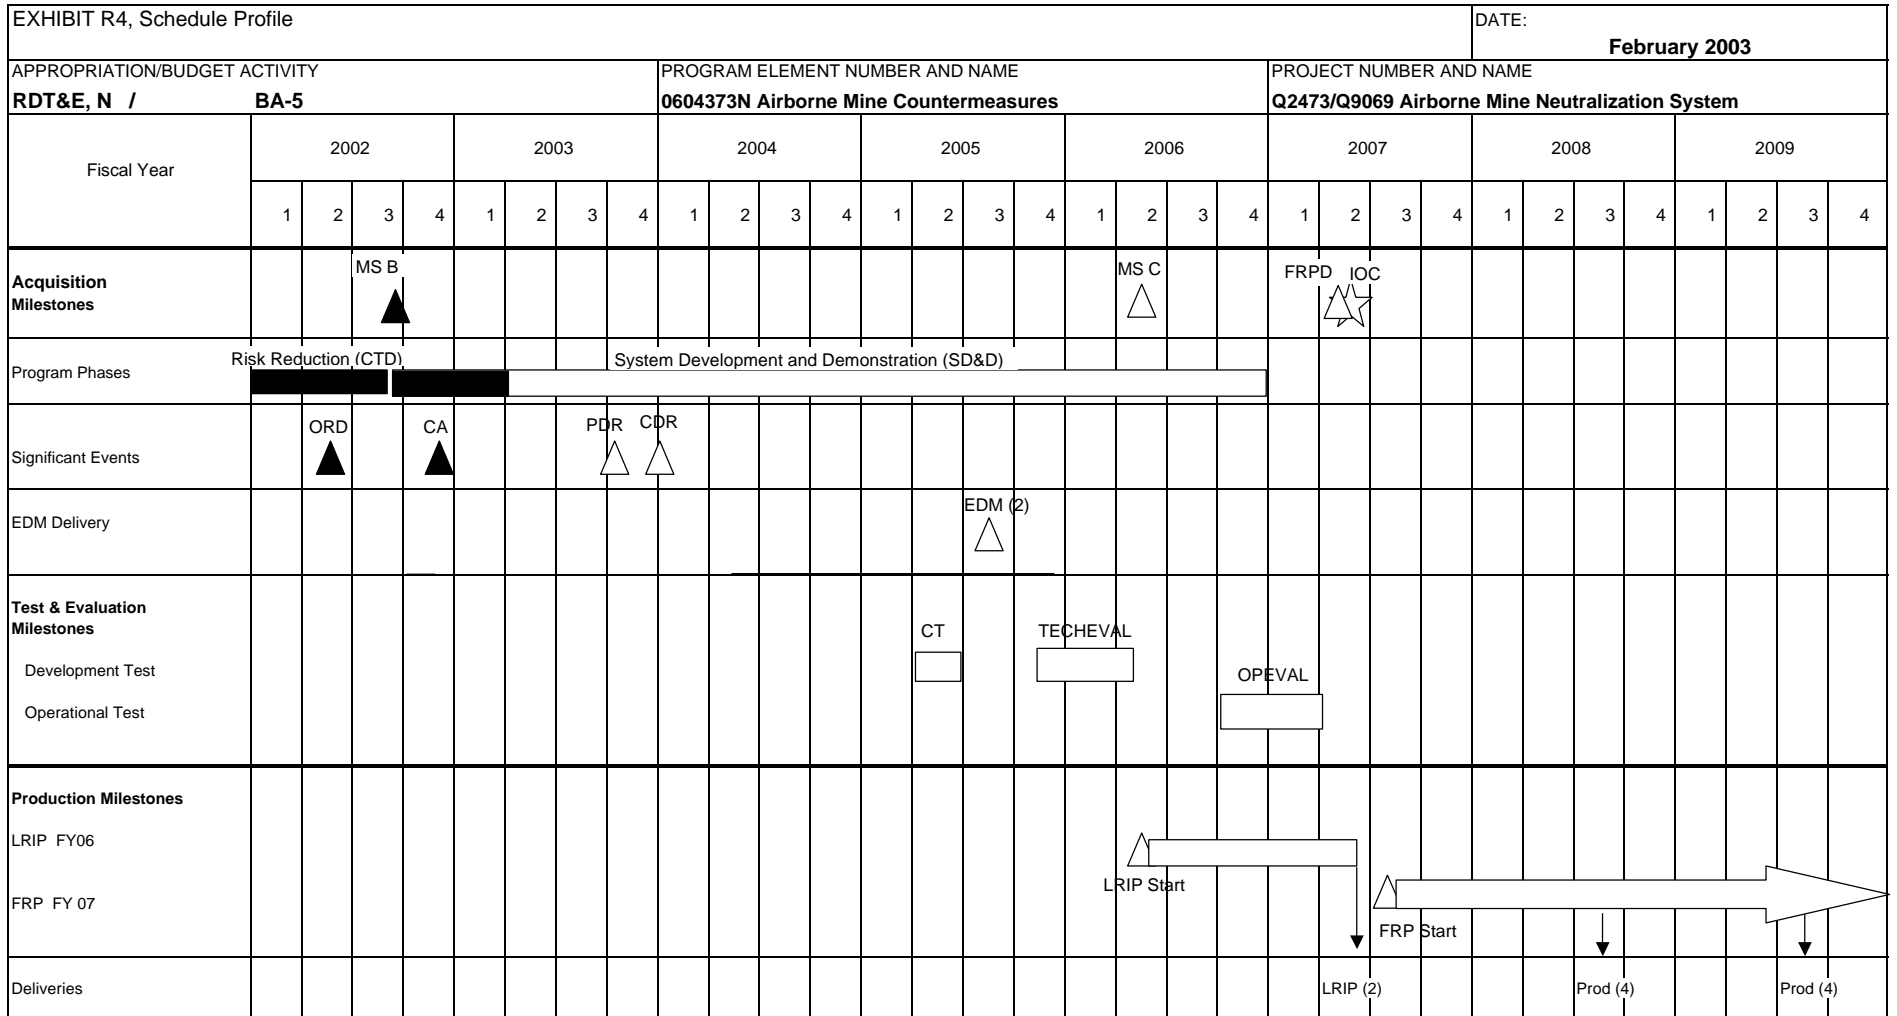 EXHIBIT R4, Schedule Profile
DATE:
February 2003
APPROPRIATION/BUDGET ACTIVITY
PROGRAM ELEMENT NUMBER AND NAME
PROJECT NUMBER AND NAME
RDT&E, N / BA-5
0604373N Airborne Mine Countermeasures
Q2473/Q9069 Airborne Mine Neutralization System
Fiscal Year
2002 2003 2004 2005 2006 2007 2008 2009
1 2 3 4 1 2 3 4 1 2 3 4 1 2 3 4 1 2 3 4 1 2 3 4 1 2 3 4 1 2 3 4
Acquisition
Milestones
MS B
MS C
FRPD IOC
Program Phases
Risk Reduction (CTD)
System Development and Demonstration (SD&D)
Significant Events
ORD
CA
PDR
CDR
EDM Delivery
EDM (2)
Test & Evaluation
Milestones
CT
TECHEVAL
Development Test
OPEVAL
Operational Test
Production Milestones
LRIP FY06
LRIP Start
FRP FY 07
FRP Start
Deliveries
LRIP (2)
Prod (4)
Prod (4)